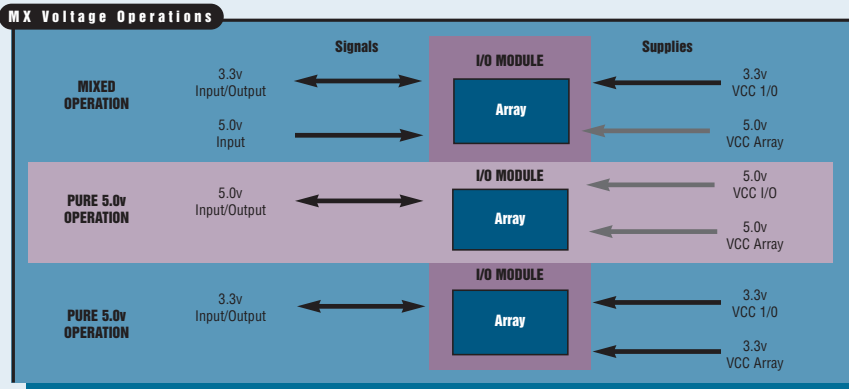 MX Voltage Operations
Signals
Supplies
MIXED
OPERATION
3.3v
Input/Output
5.0v
Input
I/O MODULE
Array
3.3v
VCC 1/0
5.0v
VCC Array
PURE 5.0v
OPERATION
5.0v
Input/Output
I/O MODULE
Array
5.0v
VCC I/O
5.0v
VCC Array
PURE 5.0v
OPERATION
3.3v
Input/Output
I/O MODULE
Array
3.3v
VCC 1/0
3.3v
VCC Array